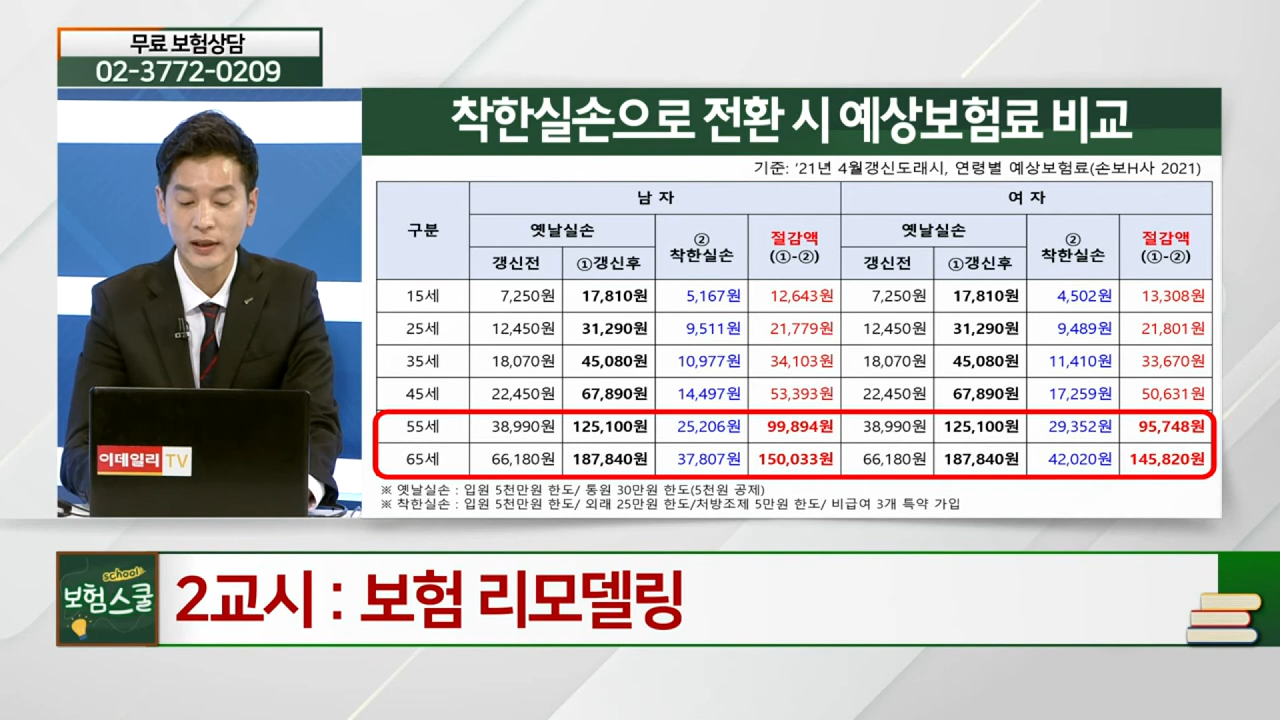 무료 보험상담
02-3772-0209
착한실손으로 전환 시 예상보험료 비교
기준: '21년 4월갱신도래시, 연령별 예상보험료(손보H사 2021)
구분 남 자 여 자
옛날실손 ② 착한실손 절감액 (①-②) 옛날실손 ② 착한실손 절감액 (①-②)
갱신전 ①갱신후 갱신전 ①갱신후
15세 7,250원 17,810원 5,167원 12,643원 7,250원 17,810원 4,502원 13,308원
25세 12,450원 31,290원 9,511원 21,779원 12,450원 31,290원 9,489원 21,801원
35세 18,070원 45,080원 10,977원 34,103원 18,070원 45,080원 11,410원 33,670원
45세 22,450원 67,890원 14,497원 53,393원 22,450원 67,890원 17,259원 50,631원
55세 38,990원 125,100원 25,206원 99,894원 38,990원 125,100원 29,352원 95,748원
65세 66,180원 187,840원 37,807원 150,033원 66,180원 187,840원 42,020원 145,820원
※ 옛날실손 : 입원 5천만원 한도/ 통원 30만원 한도(5천원 공제)
※ 착한실손 : 입원 5천만원 한도/ 외래 25만원 한도/처방조제 5만원 한도/ 비급여 3개 특약 가입
이데일리TV
school
보험스쿨
2교시 : 보험 리모델링